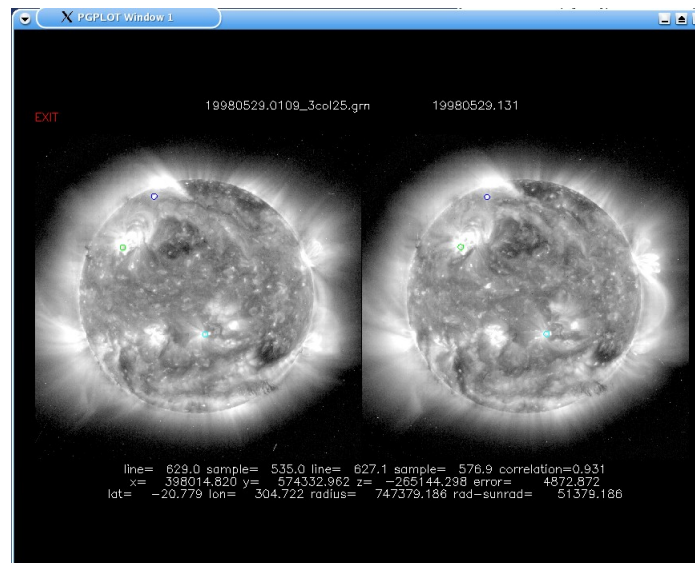 PGPLOT Window 1
19980529.0109_3col25.grn 19980529.131
EXIT
line= 629.0 sample= 535.0 line= 627.1 sample= 576.9 correlation=0.931
x= 398014.820 y= 574332.962 z= -265144.298 error= 4872.872
lat= -20.779 lon= 304.722 radius= 747379.186 rad-sunrad= 51379.186